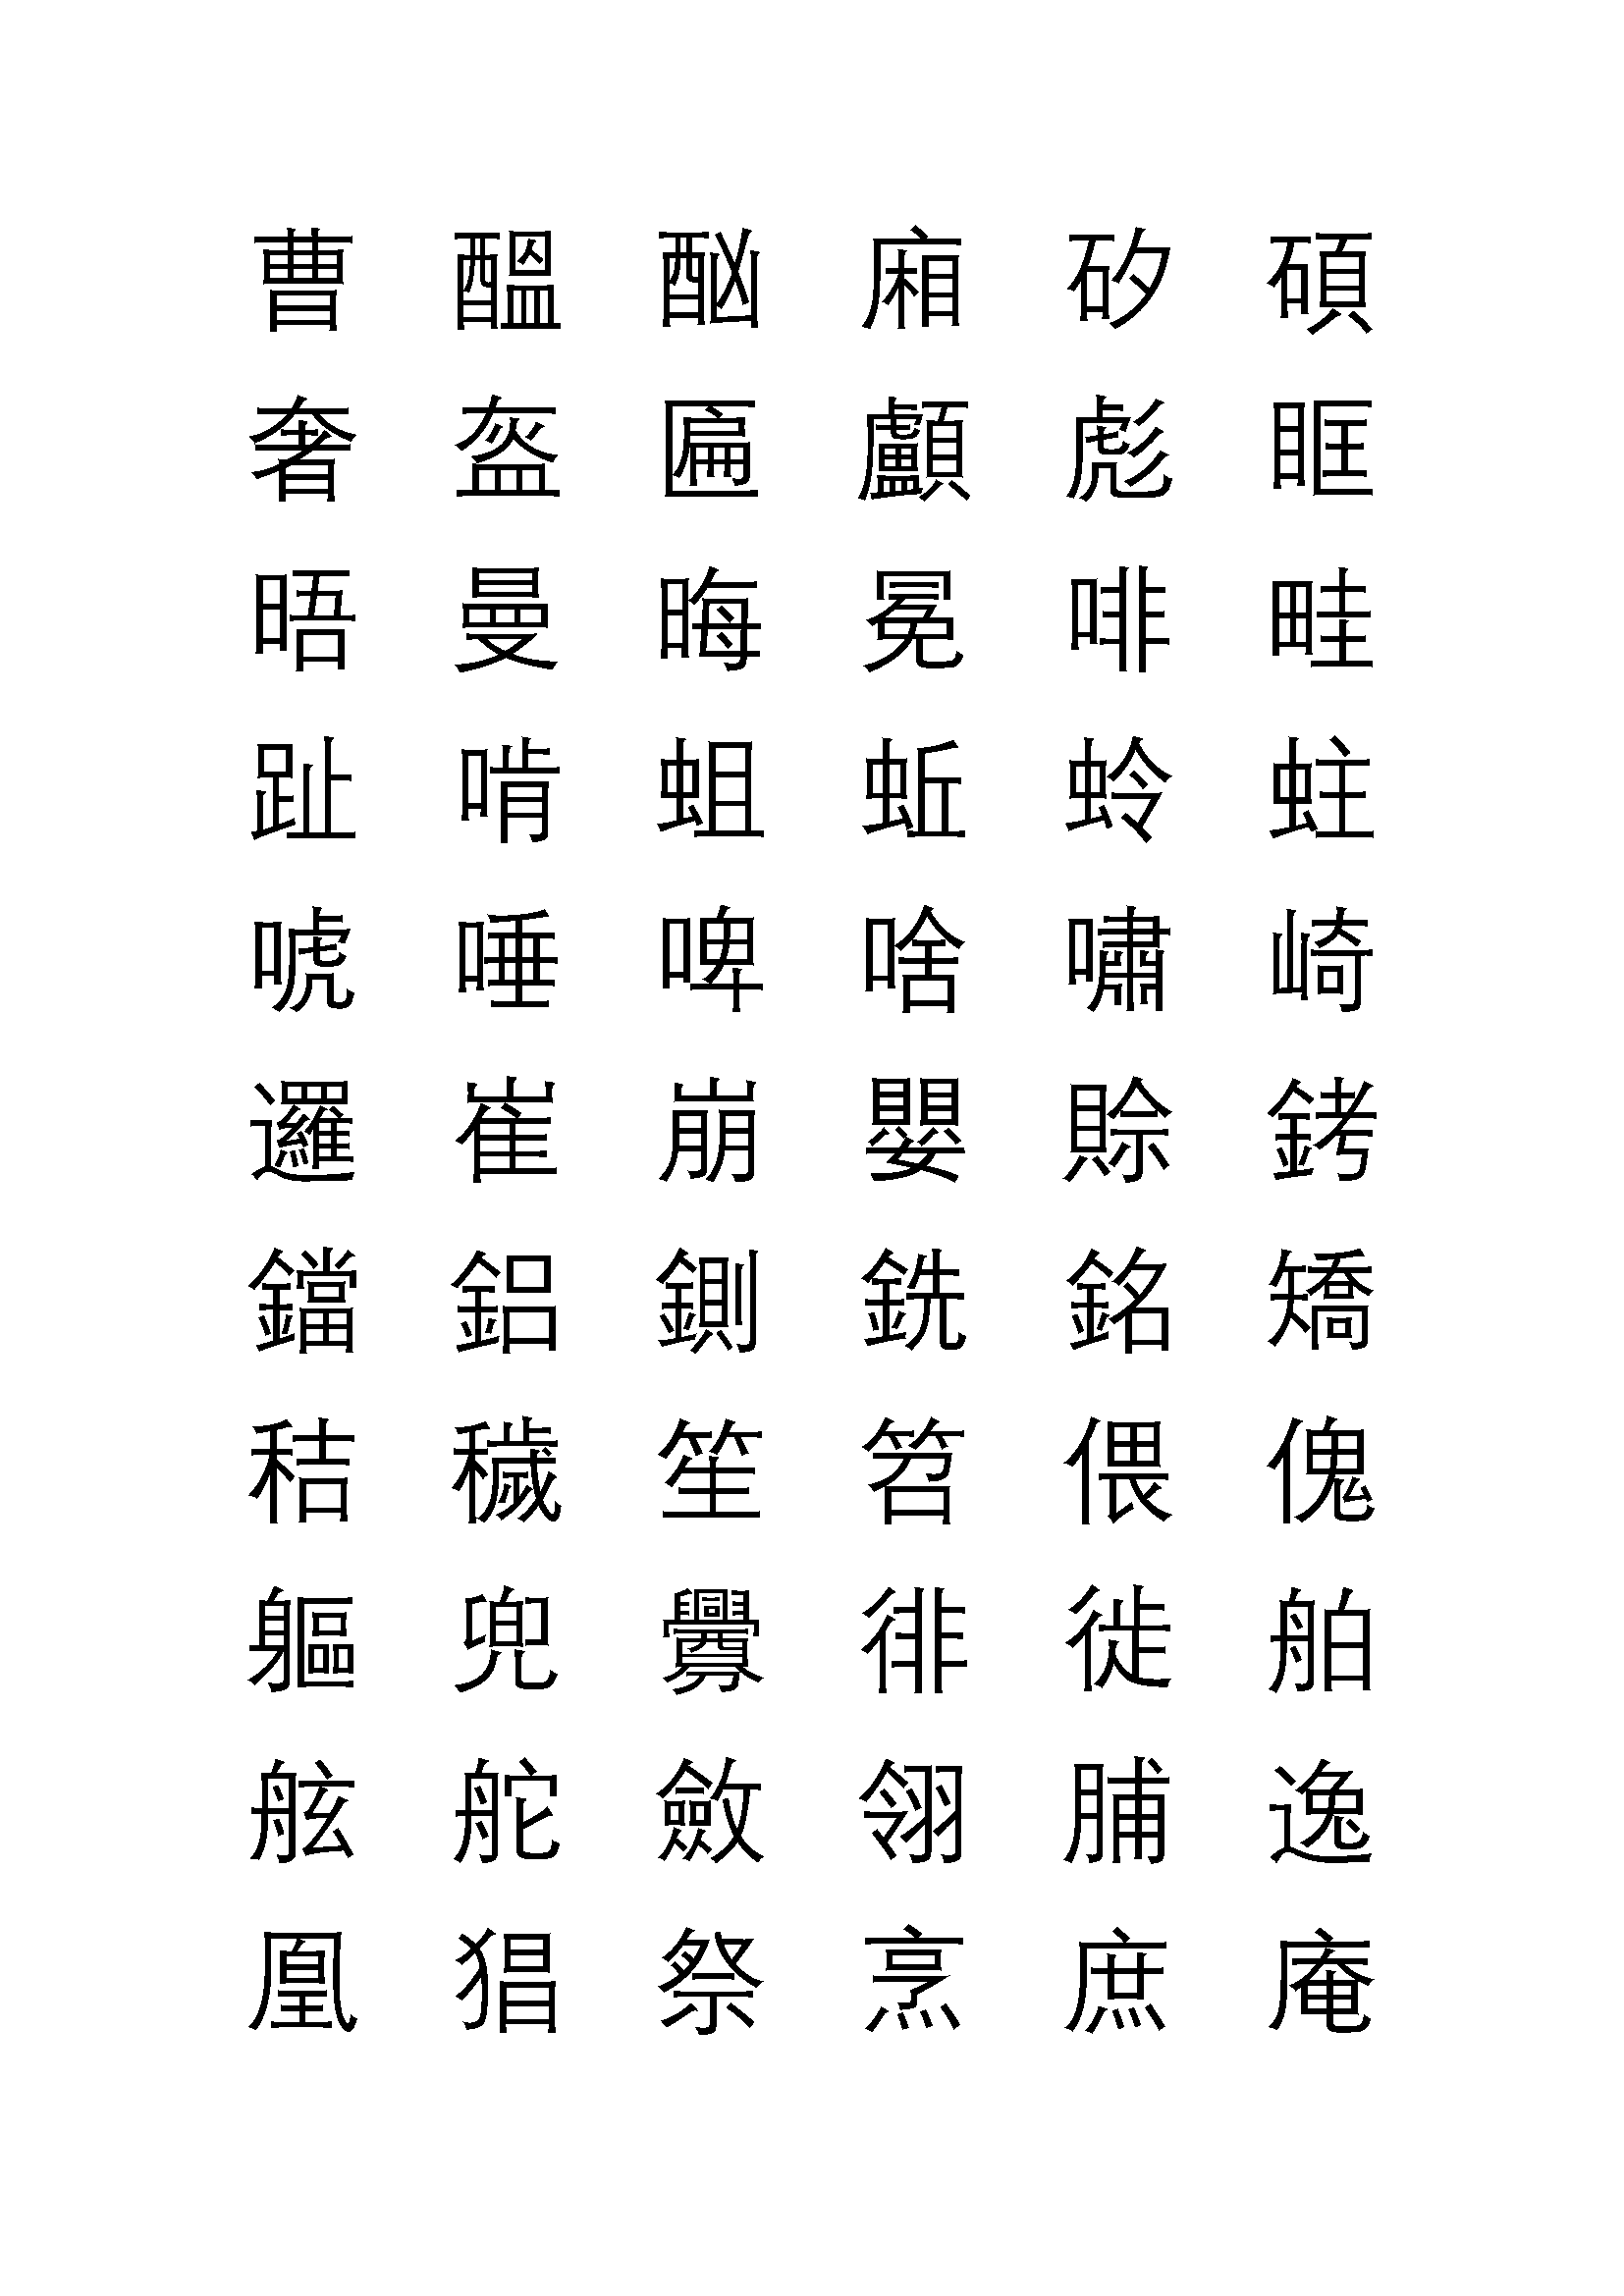 曹醞酗廂矽碩
奢盔匾顱彪眶
晤曼晦冕啡畦
趾啃蛆蚯蛉蛀
唬唾啤啥嘯崎
邏崔崩嬰賒銬
鐺鋁鍘銑銘矯
秸穢笙笤偎傀
軀兜釁徘徙舶
舷舵斂翎脯逸
凰猖祭烹庶庵